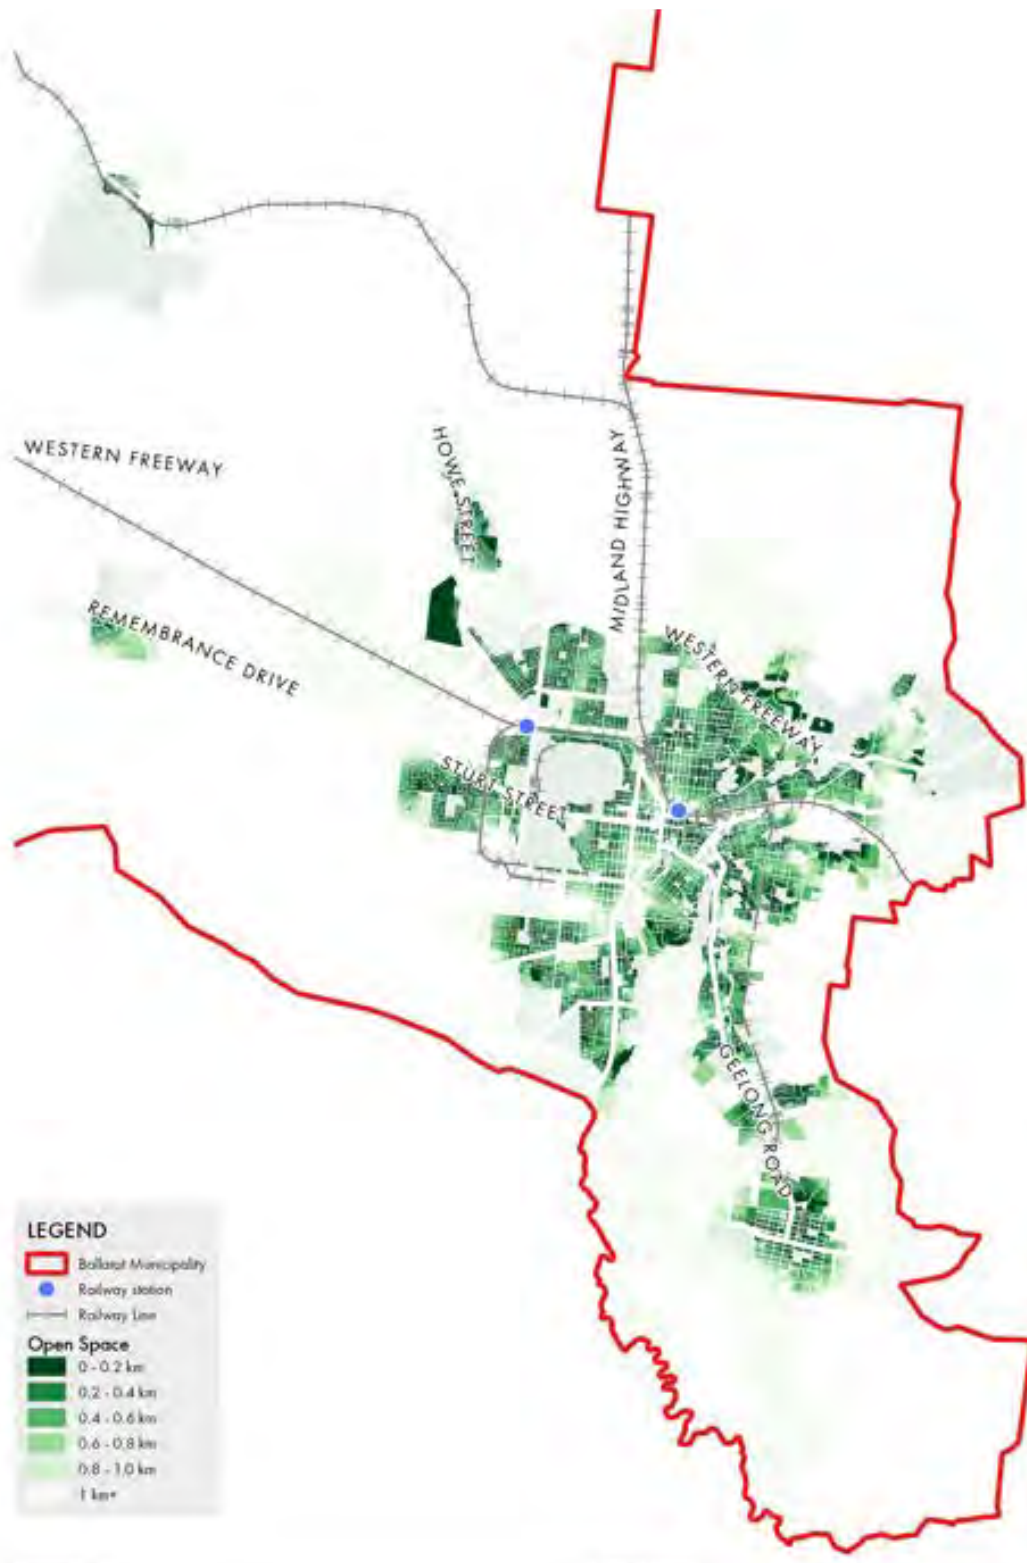 WESTERN FREEWAY
HOWE STREET
MIDLAND HIGHWAY
REMEMBRANCE DRIVE
WESTERN FREEWAY
STURT STREET
GEELONG ROAD
LEGEND
Ballarat Municipality
Railway station
Railway Line
Open Space
0 - 0.2 km
0.2 - 0.4 km
0.4 - 0.6 km
0.6 - 0.8 km
0.8 - 1.0 km
1 km+